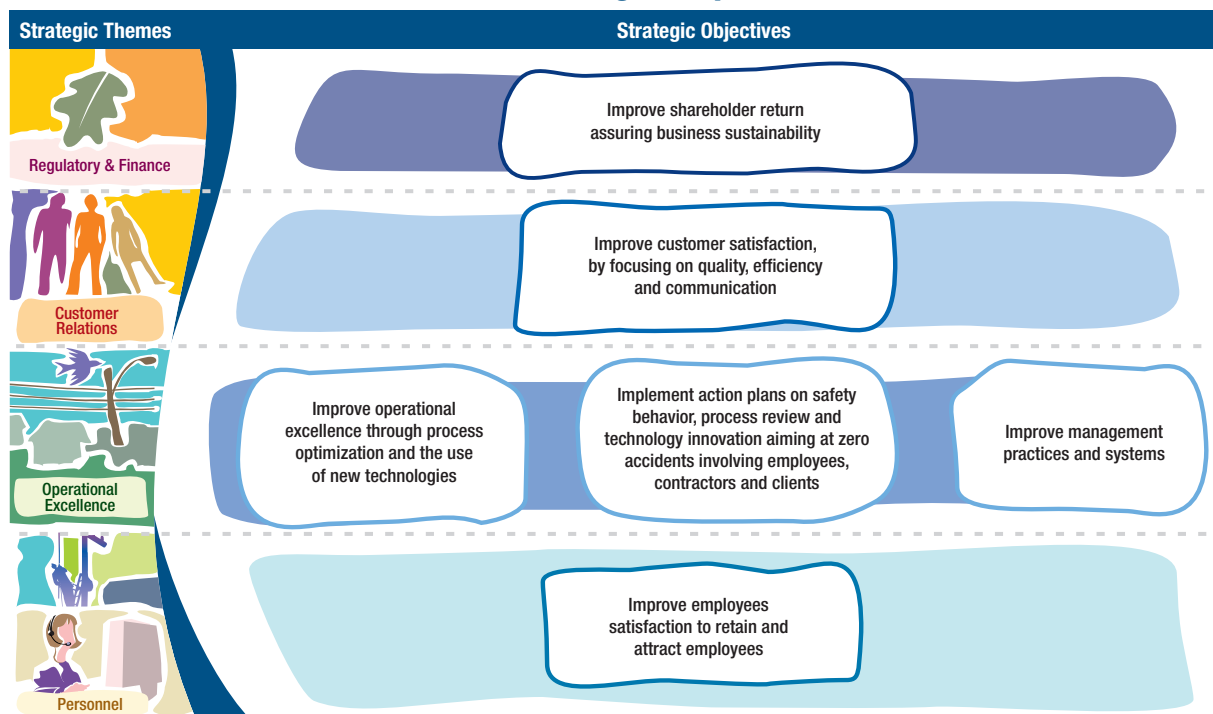 Strategic Themes
Strategic Objectives
Regulatory & Finance
Improve shareholder return
assuring business sustainability
Customer
Relations
Improve customer satisfaction,
by focusing on quality, efficiency
and communication
Operational
Excellence
Improve operational
excellence through process
optimization and the use
of new technologies
Implement action plans on safety
behavior, process review and
technology innovation aiming at zero
accidents involving employees,
contractors and clients
Improve management
practices and systems
Personnel
Improve employees
satisfaction to retain and
attract employees